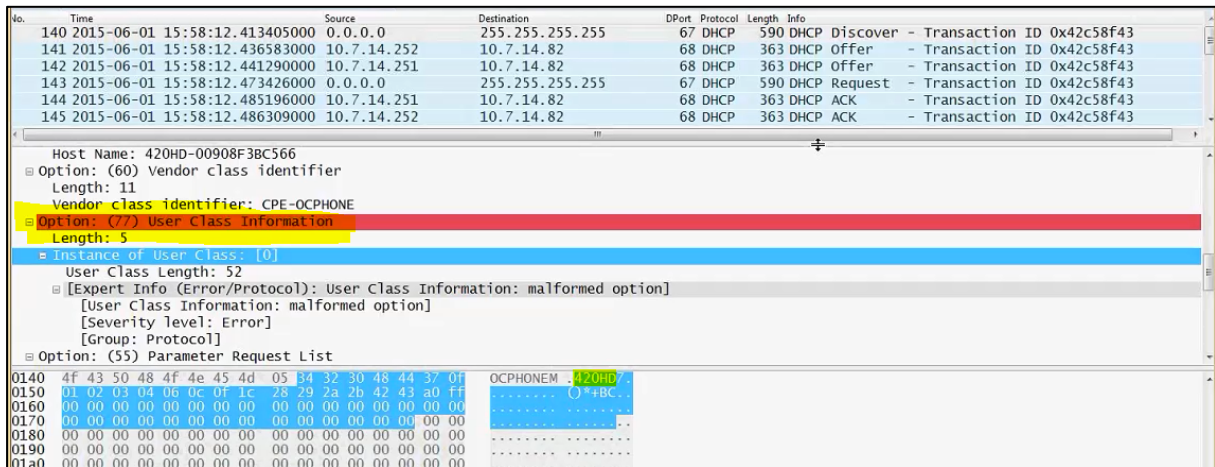 No. Time Source Destination DPort Protocol Length Info
140 2015-06-01 15:58:12.413405000 0.0.0.0 255.255.255.255 67 DHCP 590 DHCP Discover - Transaction ID 0x42c58f43
141 2015-06-01 15:58:12.436583000 10.7.14.252 10.7.14.82 68 DHCP 363 DHCP Offer - Transaction ID 0x42c58f43
142 2015-06-01 15:58:12.441290000 10.7.14.251 10.7.14.82 68 DHCP 363 DHCP Offer - Transaction ID 0x42c58f43
143 2015-06-01 15:58:12.473426000 0.0.0.0 255.255.255.255 67 DHCP 590 DHCP Request - Transaction ID 0x42c58f43
144 2015-06-01 15:58:12.485196000 10.7.14.251 10.7.14.82 68 DHCP 363 DHCP ACK - Transaction ID 0x42c58f43
145 2015-06-01 15:58:12.486309000 10.7.14.252 10.7.14.82 68 DHCP 363 DHCP ACK - Transaction ID 0x42c58f43
Host Name: 420HD-00908F3BC566
Option: (60) Vendor class identifier
Length: 11
Vendor class identifier: CPE-OCPHONE
Option: (77) User Class Information
Length: 5
Instance of User Class: [0]
User Class Length: 52
[Expert Info (Error/Protocol): User Class Information: malformed option]
[User Class Information: malformed option]
[Severity level: Error]
[Group: Protocol]
Option: (55) Parameter Request List
0140 4f 43 50 48 4f 4e 45 4d 05 34 32 30 48 44 37 0f OCPHONEM .420HD7.
0150 01 02 03 04 06 0c 0f 1c 28 29 2a 2b 42 43 a0 ff ........ ()*+BC..
0160 00 00 00 00 00 00 00 00 00 00 00 00 00 00 00 00 ........ ........
0170 00 00 00 00 00 00 00 00 00 00 00 00 00 00 00 00 ........ ........
0180 00 00 00 00 00 00 00 00 00 00 00 00 00 00 00 00 ........ ........
0190 00 00 00 00 00 00 00 00 00 00 00 00 00 00 00 00 ........ ........
01a0 00 00 00 00 00 00 00 00 00 00 00 00 00 00 00 00 ........ ........